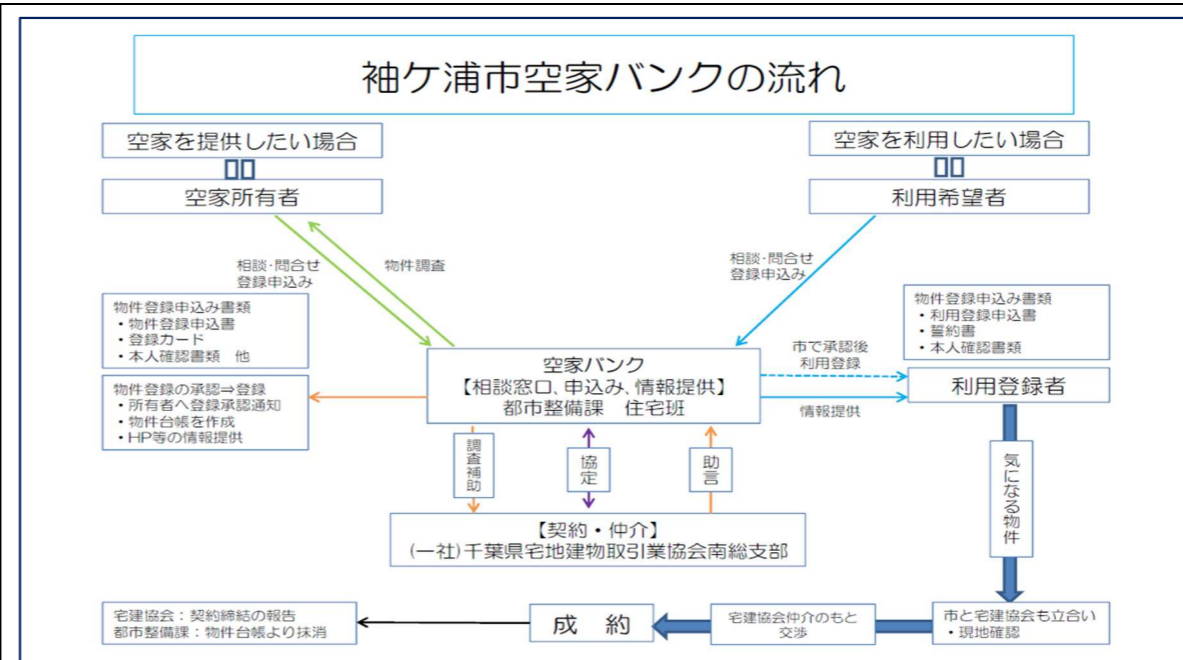 袖ケ浦市空家バンクの流れ
空家を提供したい場合
空家所有者
空家を利用したい場合
利用希望者
相談・問合せ
登録申込み
物件調査
相談・問合せ
登録申込み
物件登録申込み書類
・物件登録申込書
・登録カード
・本人確認書類 他
物件登録の承認⇒登録
・所有者へ登録承認通知
・物件台帳を作成
・HP等の情報提供
空家バンク
【相談窓口、申込み、情報提供】
都市整備課 住宅班
市で承認後
利用登録
情報提供
物件登録申込み書類
・利用登録申込書
・誓約書
・本人確認書類
利用登録者
調査補助
協定
助言
気になる物件
【契約・仲介】
(一社)千葉県宅地建物取引業協会南総支部
市と宅建協会も立合い
・現地確認
宅建協会仲介のもと
交渉
成 約
宅建協会：契約締結の報告
都市整備課：物件台帳より抹消